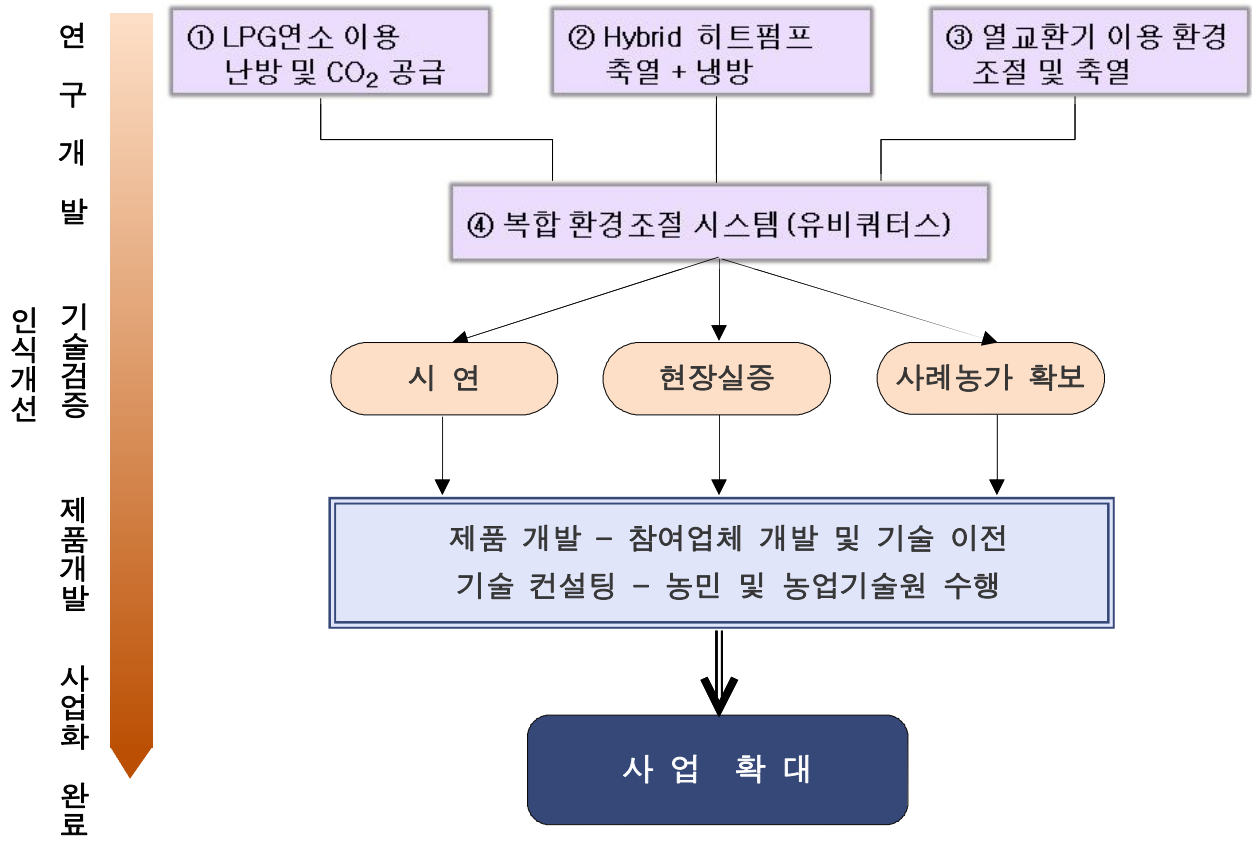 연구개발
① LPG연소 이용
난방 및 CO₂ 공급
② Hybrid 히트펌프
축열 + 냉방
③ 열교환기 이용 환경
조절 및 축열
④ 복합 환경조절 시스템(유비쿼터스)
인식개선
기술검증
시 연
현장실증
사례농가 확보
제품개발
제품 개발 – 참여업체 개발 및 기술 이전
기술 컨설팅 – 농민 및 농업기술원 수행
사업화
사 업 확 대
완료